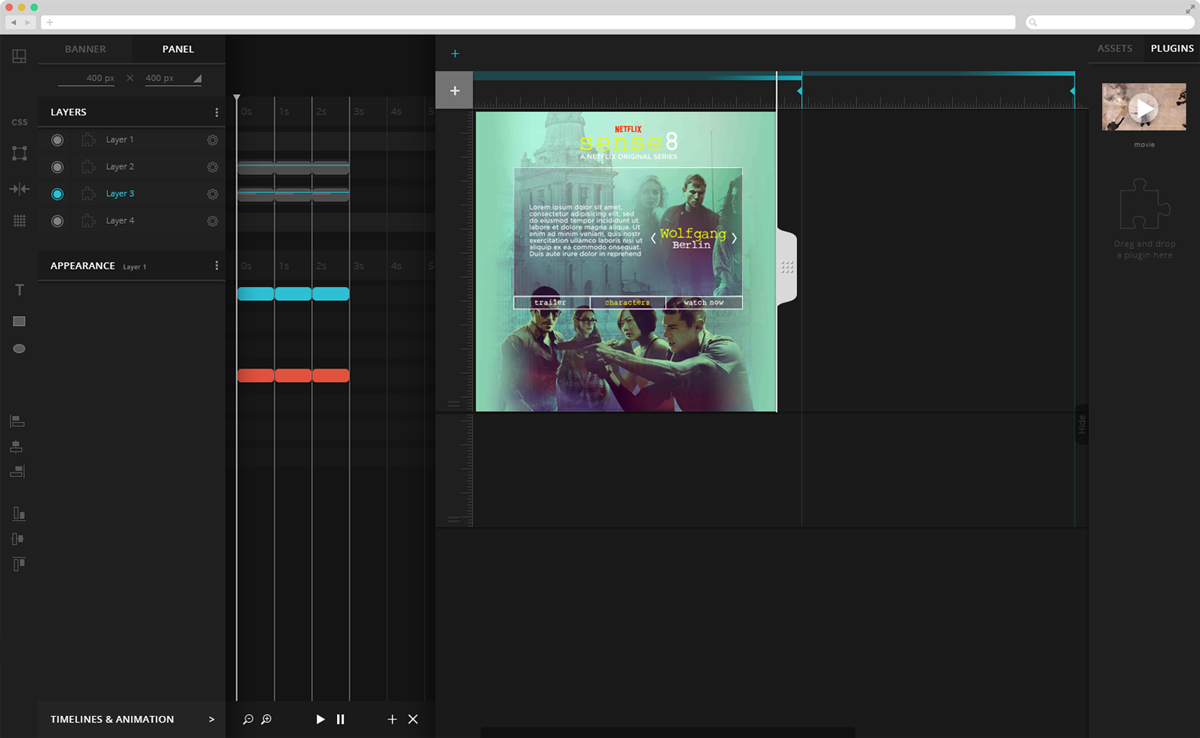 BANNER
PANEL
400 px
400 px
LAYERS
CSS
Layer 1
Layer 2
Layer 3
Layer 4
APPEARANCE Layer 1
T
TIMELINES & ANIMATION >
0s 1s 2s 3s 4s
0s 1s 2s 3s 4s
NETFLIX
sense8
A NETFLIX ORIGINAL SERIES
Lorem ipsum dolor sit amet,
consectetur adipisicing elit, sed
do eiusmod tempor incididunt ut
labore et dolore magna aliqua. Ut
enim ad minim veniam, quis nostr
exercitation ullamco laboris nisi ut
aliquip ex ea commodo onsequat.
Duis aute irure dolor in reprehend
Wolfgang
Berlin
trailer
characters
watch now
Hide
ASSETS
PLUGINS
movie
Drag and drop
a plugin here